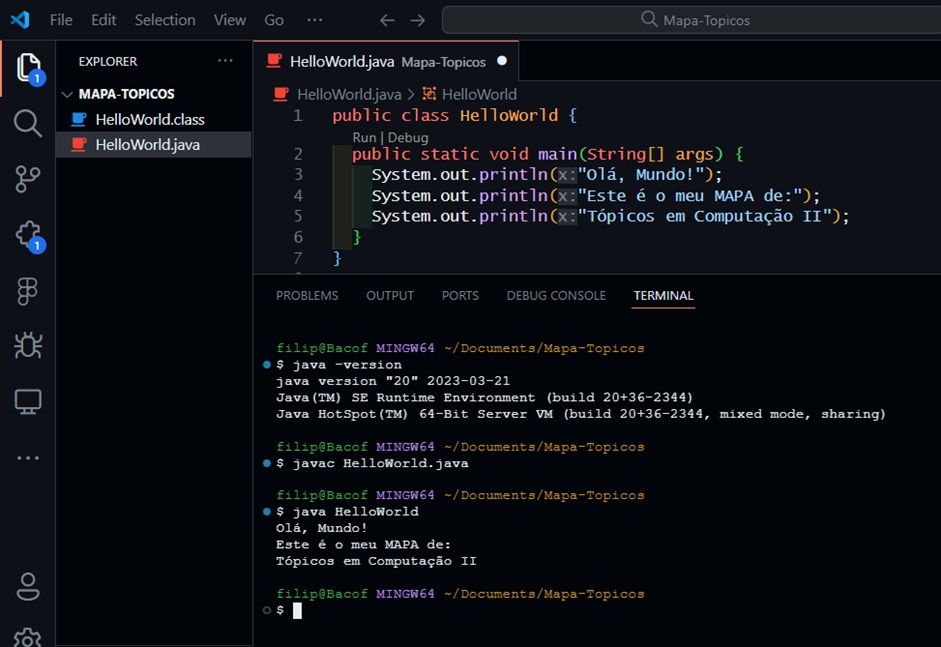 File Edit Selection View Go ··· ← → Mapa-Topicos
EXPLORER ···
MAPA-TOPICOS
HelloWorld.class
HelloWorld.java
1
1
HelloWorld.java Mapa-Topicos
HelloWorld.java > HelloWorld
1 public class HelloWorld {
Run | Debug
2 public static void main(String[] args) {
3 System.out.println(x:"Olá, Mundo!");
4 System.out.println(x:"Este é o meu MAPA de:");
5 System.out.println(x:"Tópicos em Computação II");
6 }
7 }
PROBLEMS OUTPUT PORTS DEBUG CONSOLE TERMINAL
filip@Bacof MINGW64 ~/Documents/Mapa-Topicos
$ java -version
java version "20" 2023-03-21
Java(TM) SE Runtime Environment (build 20+36-2344)
Java HotSpot(TM) 64-Bit Server VM (build 20+36-2344, mixed mode, sharing)
filip@Bacof MINGW64 ~/Documents/Mapa-Topicos
$ javac HelloWorld.java
filip@Bacof MINGW64 ~/Documents/Mapa-Topicos
$ java HelloWorld
Olá, Mundo!
Este é o meu MAPA de:
Tópicos em Computação II
filip@Bacof MINGW64 ~/Documents/Mapa-Topicos
$